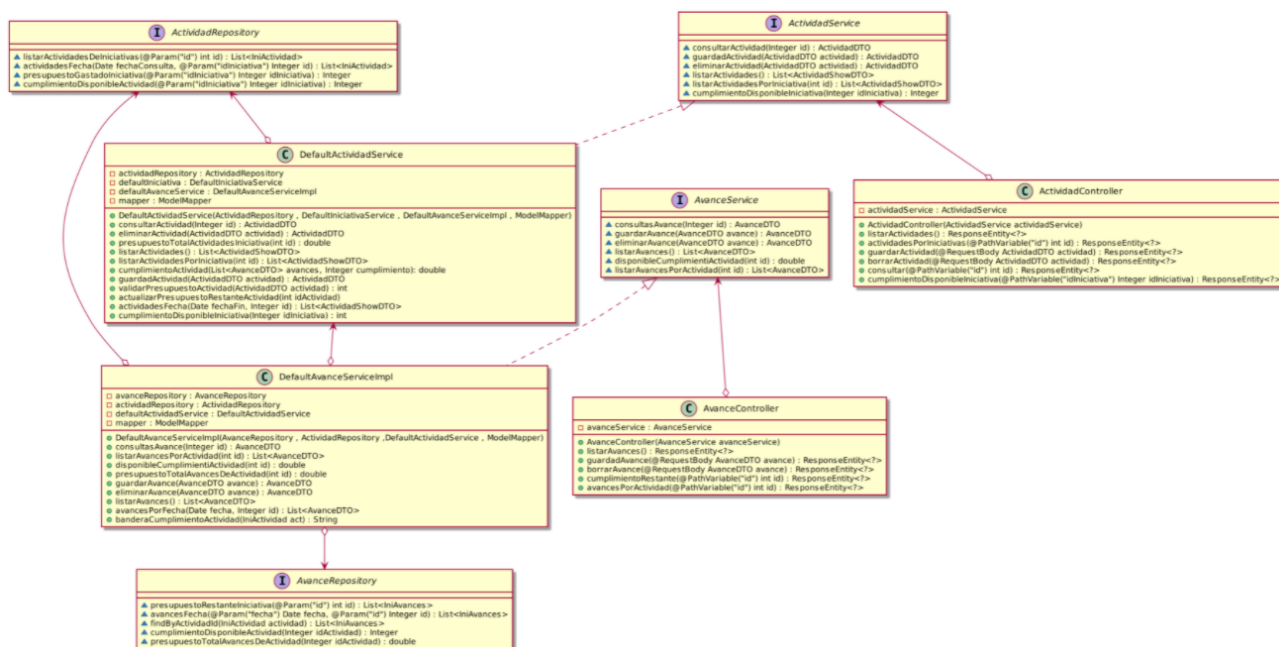 I ActividadRepository
listarActividadesDeIniciativas(@Param("id") int id) : List<IniActividad>
actividadesFecha(Date fechaConsulta, @Param("idIniciativa") Integer id) : List<IniActividad>
presupuestoGastadoIniciativa(@Param("idIniciativa") Integer idIniciativa) : Integer
cumplimientoDisponibleActividad(@Param("idIniciativa") Integer idIniciativa) : Integer
I ActividadService
consultarActividad(Integer id) : ActividadDTO
guardadActividad(ActividadDTO actividad) : ActividadDTO
eliminarActividad(ActividadDTO actividad) : ActividadDTO
listarActividades() : List<ActividadShowDTO>
listarActividadesPorIniciativa(int id) : List<ActividadShowDTO>
cumplimientoDisponibleIniciativa(Integer idIniciativa) : Integer
C DefaultActividadService
actividadRepository : ActividadRepository
defaultIniciativa : DefaultIniciativaService
defaultAvanceService : DefaultAvanceServiceImpl
mapper : ModelMapper
DefaultActividadService(ActividadRepository , DefaultIniciativaService , DefaultAvanceServiceImpl , ModelMapper)
consultarActividad(Integer id) : ActividadDTO
eliminarActividad(ActividadDTO actividad) : ActividadDTO
presupuestoTotalActividadesIniciativa(int id) : double
listarActividades() : List<ActividadShowDTO>
listarActividadesPorIniciativa(int id) : List<ActividadShowDTO>
cumplimientoActividad(List<AvanceDTO> avances, Integer cumplimiento): double
guardadActividad(ActividadDTO actividad) : ActividadDTO
validarPresupuestoActividad(ActividadDTO actividad) : int
actualizarPresupuestoRestanteActividad(int idActividad)
actividadesFecha(Date fechaFin, Integer id) : List<ActividadShowDTO>
cumplimientoDisponibleIniciativa(Integer idIniciativa) : int
I AvanceService
consultasAvance(Integer id) : AvanceDTO
guardarAvance(AvanceDTO avance) : AvanceDTO
eliminarAvance(AvanceDTO avance) : AvanceDTO
listarAvances() : List<AvanceDTO>
disponibleCumplimientiActividad(int id) : double
listarAvancesPorActividad(int id) : List<AvanceDTO>
C ActividadController
actividadService : ActividadService
ActividadController(ActividadService actividadService)
listarActividades() : ResponseEntity<?>
actividadesPorIniciativas(@PathVariable("id") int id) : ResponseEntity<?>
guardarActividad(@RequestBody ActividadDTO actividad) : ResponseEntity<?>
borrarActividad(@RequestBody ActividadDTO actividad) : ResponseEntity<?>
consultar(@PathVariable("id") int id) : ResponseEntity<?>
cumplimientoDisponibleIniciativa(@PathVariable("idIniciativa") Integer idIniciativa) : ResponseEntity<?>
C DefaultAvanceServiceImpl
avanceRepository : AvanceRepository
actividadRepository : ActividadRepository
defaultActividadService : DefaultActividadService
mapper : ModelMapper
DefaultAvanceServiceImpl(AvanceRepository , ActividadRepository ,DefaultActividadService , ModelMapper)
consultasAvance(Integer id) : AvanceDTO
listarAvancesPorActividad(int id) : List<AvanceDTO>
disponibleCumplimientiActividad(int id) : double
presupuestoTotalAvancesDeActividad(int id) : double
guardarAvance(AvanceDTO avance) : AvanceDTO
eliminarAvance(AvanceDTO avance) : AvanceDTO
listarAvances() : List<AvanceDTO>
avancesPorFecha(Date fecha, Integer id) : List<AvanceDTO>
banderaCumplimientoActividad(IniActividad act) : String
C AvanceController
avanceService : AvanceService
AvanceController(AvanceService avanceService)
listarAvances() : ResponseEntity<?>
guardadAvance(@RequestBody AvanceDTO avance) : ResponseEntity<?>
borrarAvance(@RequestBody AvanceDTO avance) : ResponseEntity<?>
cumplimientoRestante(@PathVariable("id") int id) : ResponseEntity<?>
avancesPorActividad(@PathVariable("id") int id) : ResponseEntity<?>
I AvanceRepository
presupuestoRestanteIniciativa(@Param("id") int id) : List<IniAvances>
avancesFecha(@Param("fecha") Date fecha, @Param("id") Integer id) : List<IniAvances>
findByActividadId(IniActividad actividad) : List<IniAvances>
cumplimientoDisponibleActividad(Integer idActividad) : Integer
presupuestoTotalAvancesDeActividad(Integer idActividad) : double